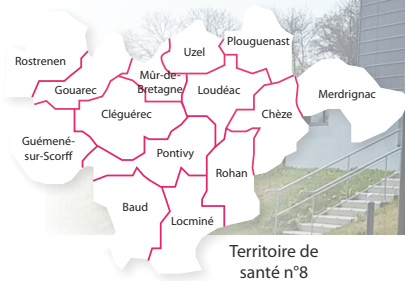 Plouguenast
Uzel
Rostrenen
Mûr-de-
Bretagne
Gouarec
Loudéac
Merdrignac
Cléguérec
Chèze
Guémené-
sur-Scorff
Pontivy
Rohan
Baud
Locminé
Territoire de
santé n°8